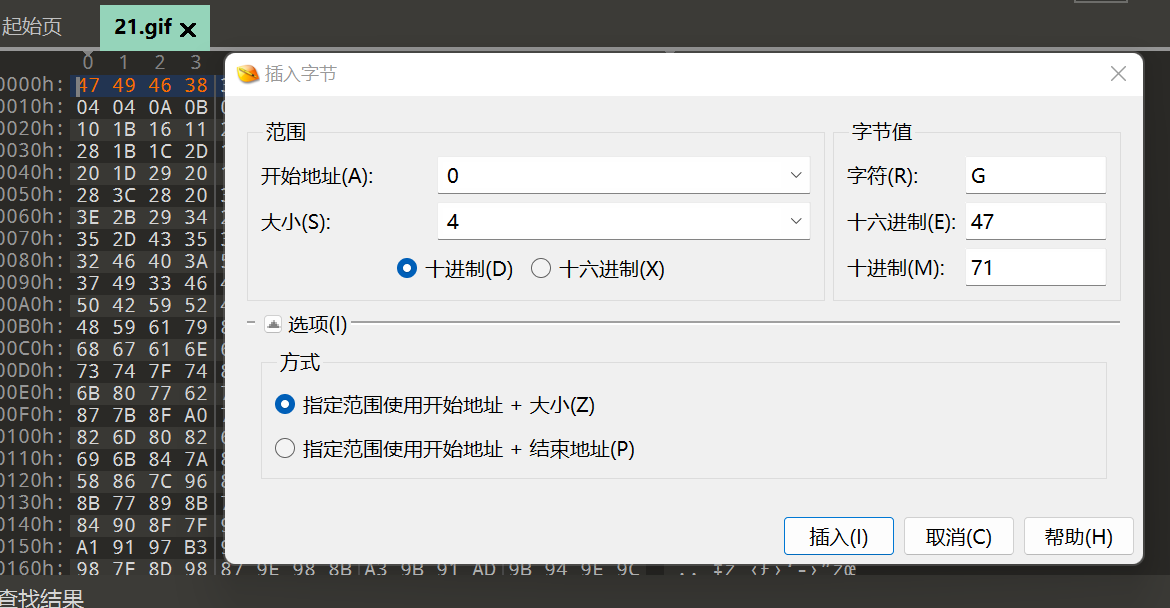 起始页
21.gif
0 1 2 3
插入字节
0000h: 47 49 46 38
0010h: 04 04 0A 0B
0020h: 10 1B 16 11
0030h: 28 1B 1C 2D
0040h: 20 1D 29 20
0050h: 28 3C 28 20
0060h: 3E 2B 29 34
0070h: 35 2D 43 35
0080h: 32 46 40 3A
0090h: 37 49 33 46
00A0h: 50 42 59 52
00B0h: 48 59 61 79
00C0h: 68 67 61 6E
00D0h: 73 74 7F 74
00E0h: 6B 80 77 62
00F0h: 87 7B 8F A0
0100h: 82 6D 80 82
0110h: 69 6B 84 7A
0120h: 58 86 7C 96
0130h: 8B 77 89 8B
0140h: 84 90 8F 7F
0150h: A1 91 97 B3
0160h: 98 7F 8D 98 87 9E 98 8B A3 9B 91 AD 9B 94 9E 9C
范围
开始地址(A): 0
大小(S): 4
十进制(D) 十六进制(X)
字节值
字符(R): G
十六进制(E): 47
十进制(M): 71
选项(I)
方式
指定范围使用开始地址 + 大小(Z)
指定范围使用开始地址 + 结束地址(P)
插入(I) 取消(C) 帮助(H)
查找结果